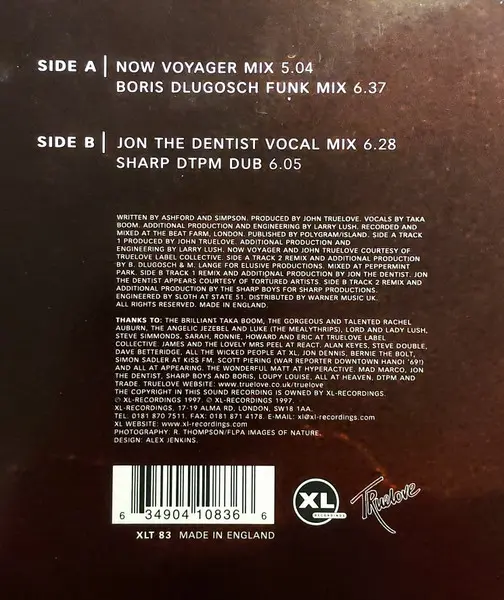 SIDE A | NOW VOYAGER MIX 5.04
BORIS DLUGOSCH FUNK MIX 6.37
SIDE B | JON THE DENTIST VOCAL MIX 6.28
SHARP DTPM DUB 6.05
WRITTEN BY ASHFORD AND SIMPSON. PRODUCED BY JOHN TRUELOVE. VOCALS BY TAKA
BOOM. ADDITIONAL PRODUCTION AND ENGINEERING BY LARRY LUSH. RECORDED AND
MIXED AT THE BEAT FARM, LONDON. PUBLISHED BY POLYGRAM/ISLAND. SIDE A TRACK
1 PRODUCED BY JOHN TRUELOVE. ADDITIONAL PRODUCTION AND
ENGINEERING BY LARRY LUSH. NOW VOYAGER AND JOHN TRUELOVE COURTESY OF
TRUELOVE LABEL COLLECTIVE. SIDE A TRACK 2 REMIX AND ADDITIONAL PRODUCTION
BY B. DLUGOSCH & M. LANGE FOR ELUSIVE PRODUCTIONS. MIXED AT PEPPERMINT
PARK. SIDE B TRACK 1 REMIX AND ADDITIONAL PRODUCTION BY JON THE DENTIST. JON
THE DENTIST APPEARS COURTESY OF TORTURED ARTISTS. SIDE B TRACK 2 REMIX AND
ADDITIONAL PRODUCTION BY THE SHARP BOYS FOR SHARP PRODUCTIONS.
ENGINEERED BY SLOTH AT STATE 51. DISTRIBUTED BY WARNER MUSIC UK.
ALL RIGHTS RESERVED. MADE IN ENGLAND.
THANKS TO: THE BRILLIANT TAKA BOOM, THE GORGEOUS AND TALENTED RACHEL
AUBURN, THE ANGELIC JEZEBEL AND LUKE (THE MEALYTHRIPS), LORD AND LADY LUSH,
STEVE SIMMONDS, SARAH, RONNIE, HOWARD AND ERIC AT TRUELOVE LABEL
COLLECTIVE. JAMES AND THE LOVELY MRS PEEL AT REACT. ALAN KEYES, STEVE DOUBLE,
DAVE BETTERIDGE, ALL THE WICKED PEOPLE AT XL, JON DENNIS, BERNIE THE BOLT,
SIMON SADLER AT KISS FM, SCOTT PIERING (WAR REPORTER DOWNTOWN HANOI '69!)
AND ALL AT APPEARING. THE WONDERFUL MATT AT HYPERACTIVE. MAD MARCO, JON
THE DENTIST, SHARP BOYS AND BORIS, LOUPY LOUISE, ALL AT HEAVEN, DTPM AND
TRADE. TRUELOVE WEBSITE: www.truelove.co.uk/truelove
THE COPYRIGHT IN THIS SOUND RECORDING IS OWNED BY XL-RECORDINGS.
℗ XL-RECORDINGS 1997. © XL-RECORDINGS 1997.
XL-RECORDINGS, 17-19 ALMA RD, LONDON, SW18 1AA.
TEL: 0181 870 7511. FAX: 0181 871 4178. E-MAIL: xl@xl-recordings.com
XL WEBSITE: www.xl-recordings.com
PHOTOGRAPHY: R. THOMPSON/FLPA IMAGES OF NATURE.
DESIGN: ALEX JENKINS.
6 34904 10836 6
XLT 83 MADE IN ENGLAND
XL
RECORDINGS
TRuelove